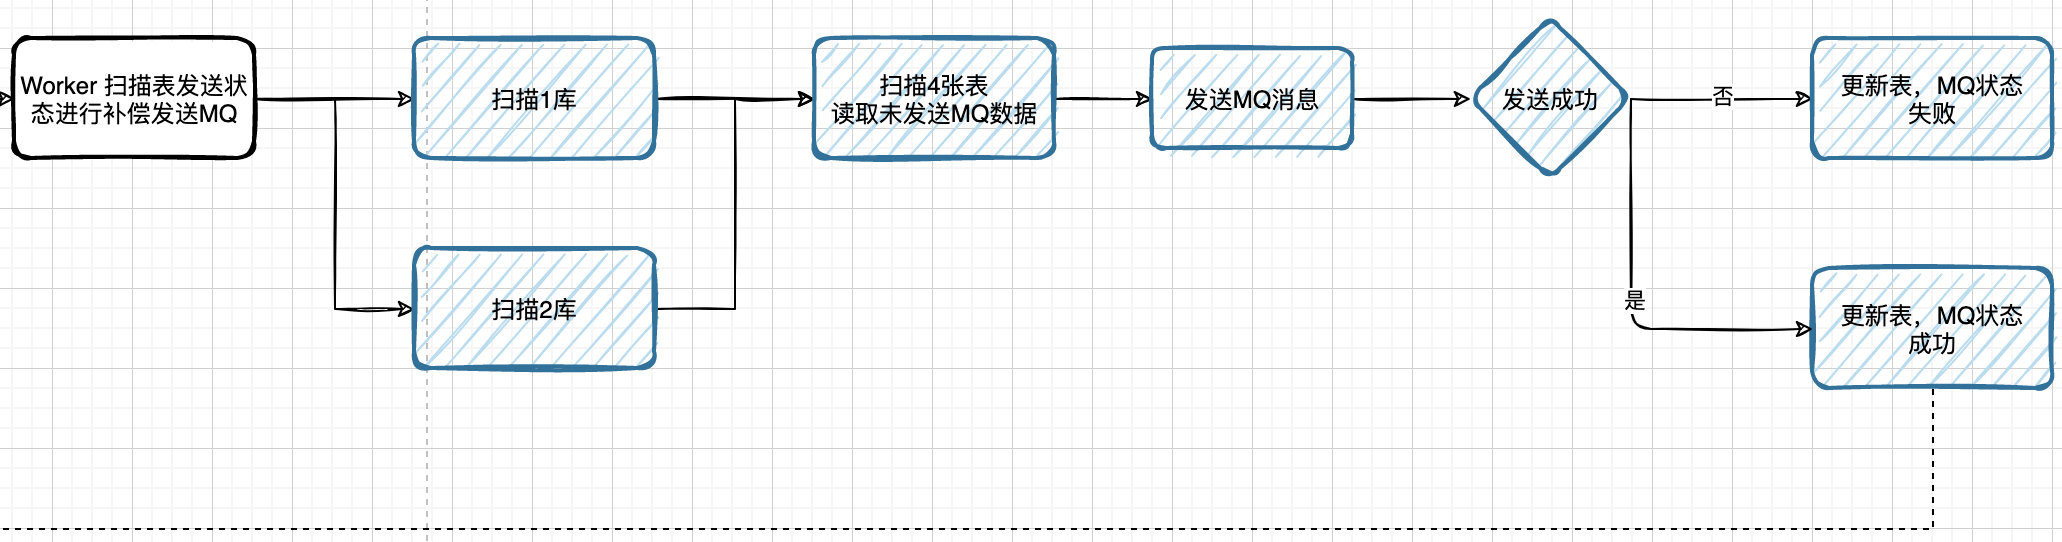 Worker 扫描表发送状
态进行补偿发送MQ
扫描1库
扫描4张表
读取未发送MQ数据
发送MQ消息
发送成功
否
更新表，MQ状态
失败
扫描2库
是
更新表，MQ状态
成功